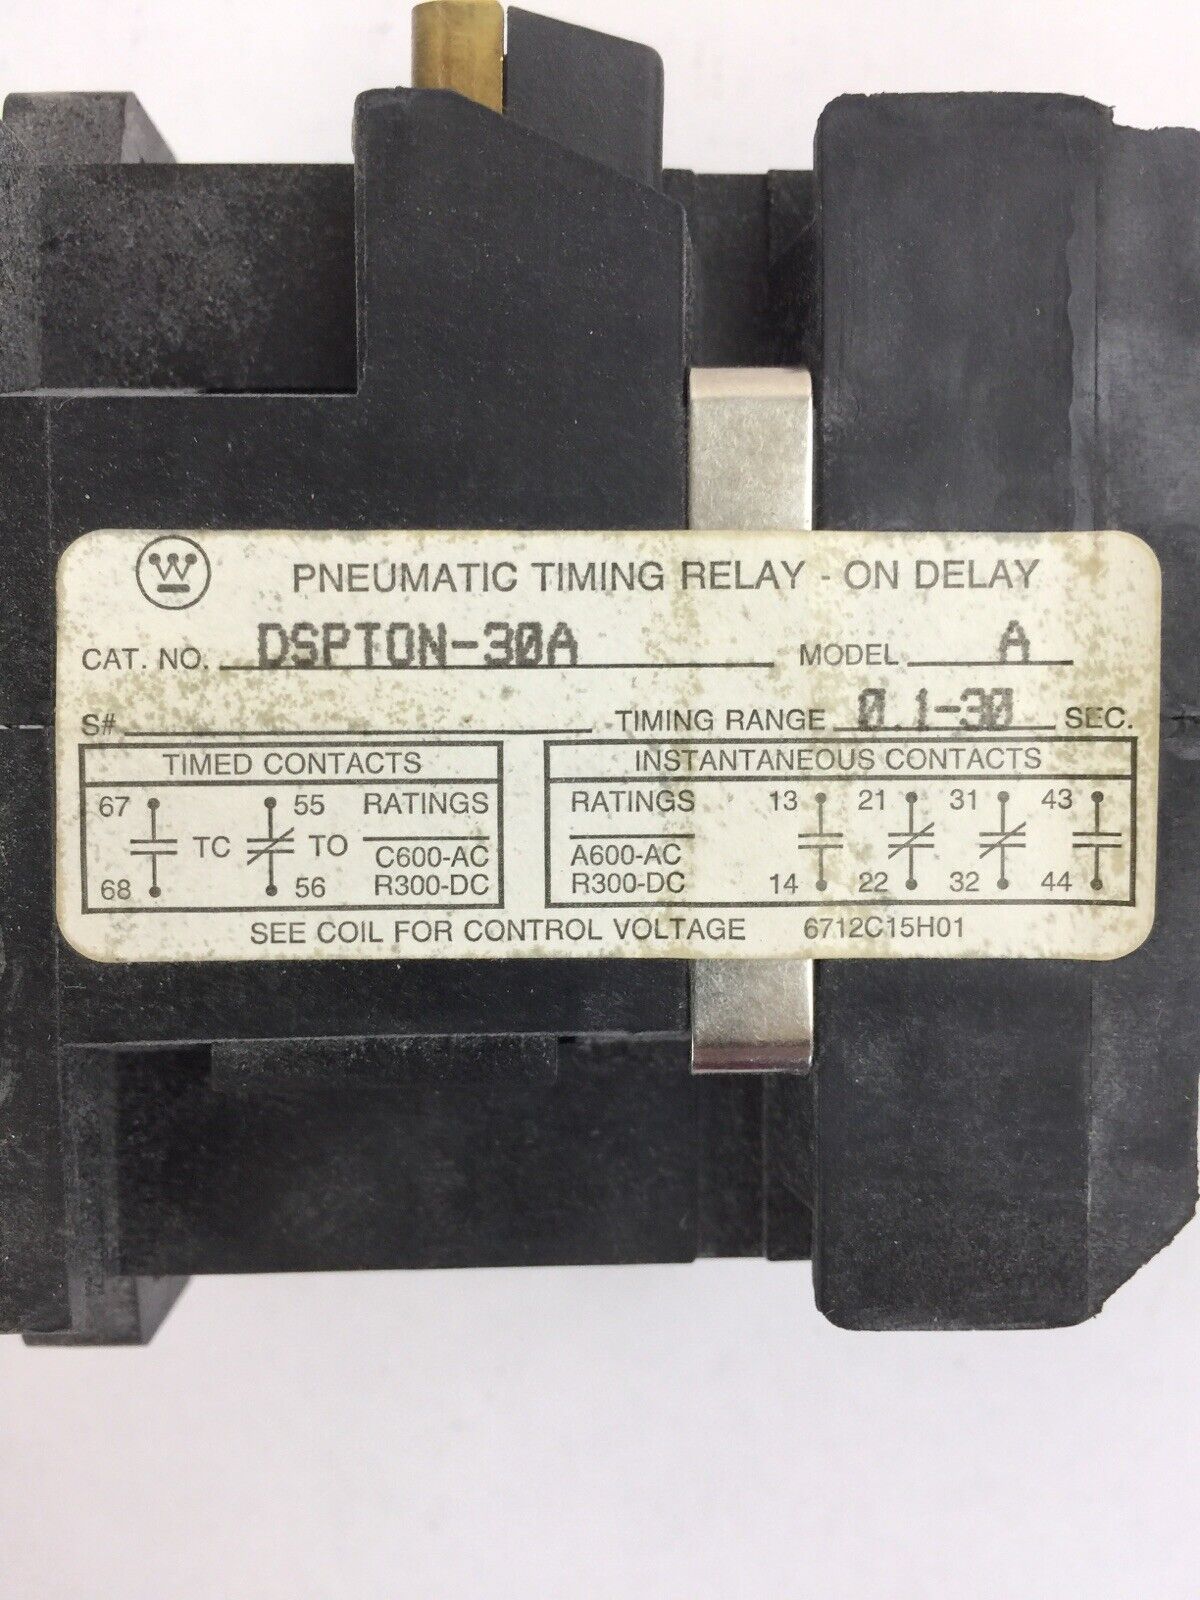 W
PNEUMATIC TIMING RELAY - ON DELAY
CAT. NO. DSPTON-30A MODEL A
S# TIMING RANGE 0.1-30 SEC.
TIMED CONTACTS
67 55 RATINGS
TC TO C600-AC
68 56 R300-DC
INSTANTANEOUS CONTACTS
RATINGS 13 21 31 43
A600-AC
R300-DC 14 22 32 44
SEE COIL FOR CONTROL VOLTAGE 6712C15H01